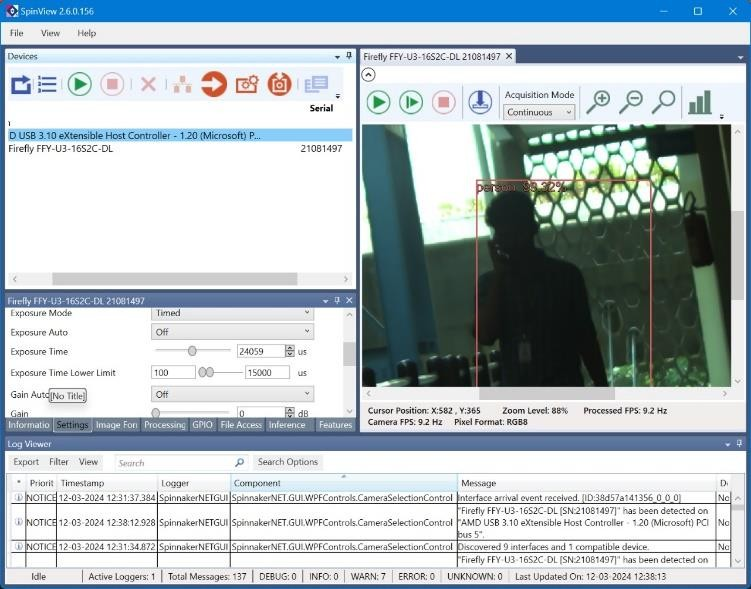 SpinView 2.6.0.156
File View Help
Devices
Serial
D USB 3.10 eXtensible Host Controller - 1.20 (Microsoft) P...
Firefly FFY-U3-16S2C-DL 21081497
Firefly FFY-U3-16S2C-DL 21081497
Exposure Mode Timed
Exposure Auto Off
Exposure Time 24059 us
Exposure Time Lower Limit 100 15000 us
Gain Auto [No Title] Off
Gain 0 dB
Informatio Settings Image For Processing GPIO File Access Inference Features
Firefly FFY-U3-16S2C-DL 21081497
Acquisition Mode
Continuous
person 98.32%
Cursor Position: X:582 , Y:365 Zoom Level: 88% Processed FPS: 9.2 Hz
Camera FPS: 9.2 Hz Pixel Format: RGB8
Log Viewer
Export Filter View Search Search Options
* Priorit Timestamp Logger Component Message D
NOTICE 12-03-2024 12:31:37,384 SpinnakerNETGUI SpinnakerNET.GUI.WPFControls.CameraSelectionControl Interface arrival event received. [ID:38d57a141356_0_0_0] No
NOTICE 12-03-2024 12:38:12,928 SpinnakerNETGUI SpinnakerNET.GUI.WPFControls.CameraSelectionControl "Firefly FFY-U3-16S2C-DL [SN:21081497]" has been detected on
"AMD USB 3.10 eXtensible Host Controller - 1.20 (Microsoft) PCI
bus 5". No
NOTICE 12-03-2024 12:31:34,872 SpinnakerNETGUI SpinnakerNET.GUI.WPFControls.CameraSelectionControl Discovered 9 interfaces and 1 compatible device. No
"Firefly FFY-U3-16S2C-DL [SN:21081497]" has been detected on
Idle Active Loggers: 1 Total Messages: 137 DEBUG: 0 INFO: 0 WARN: 7 ERROR: 0 UNKNOWN: 0 Last Updated On: 12-03-2024 12:38:13